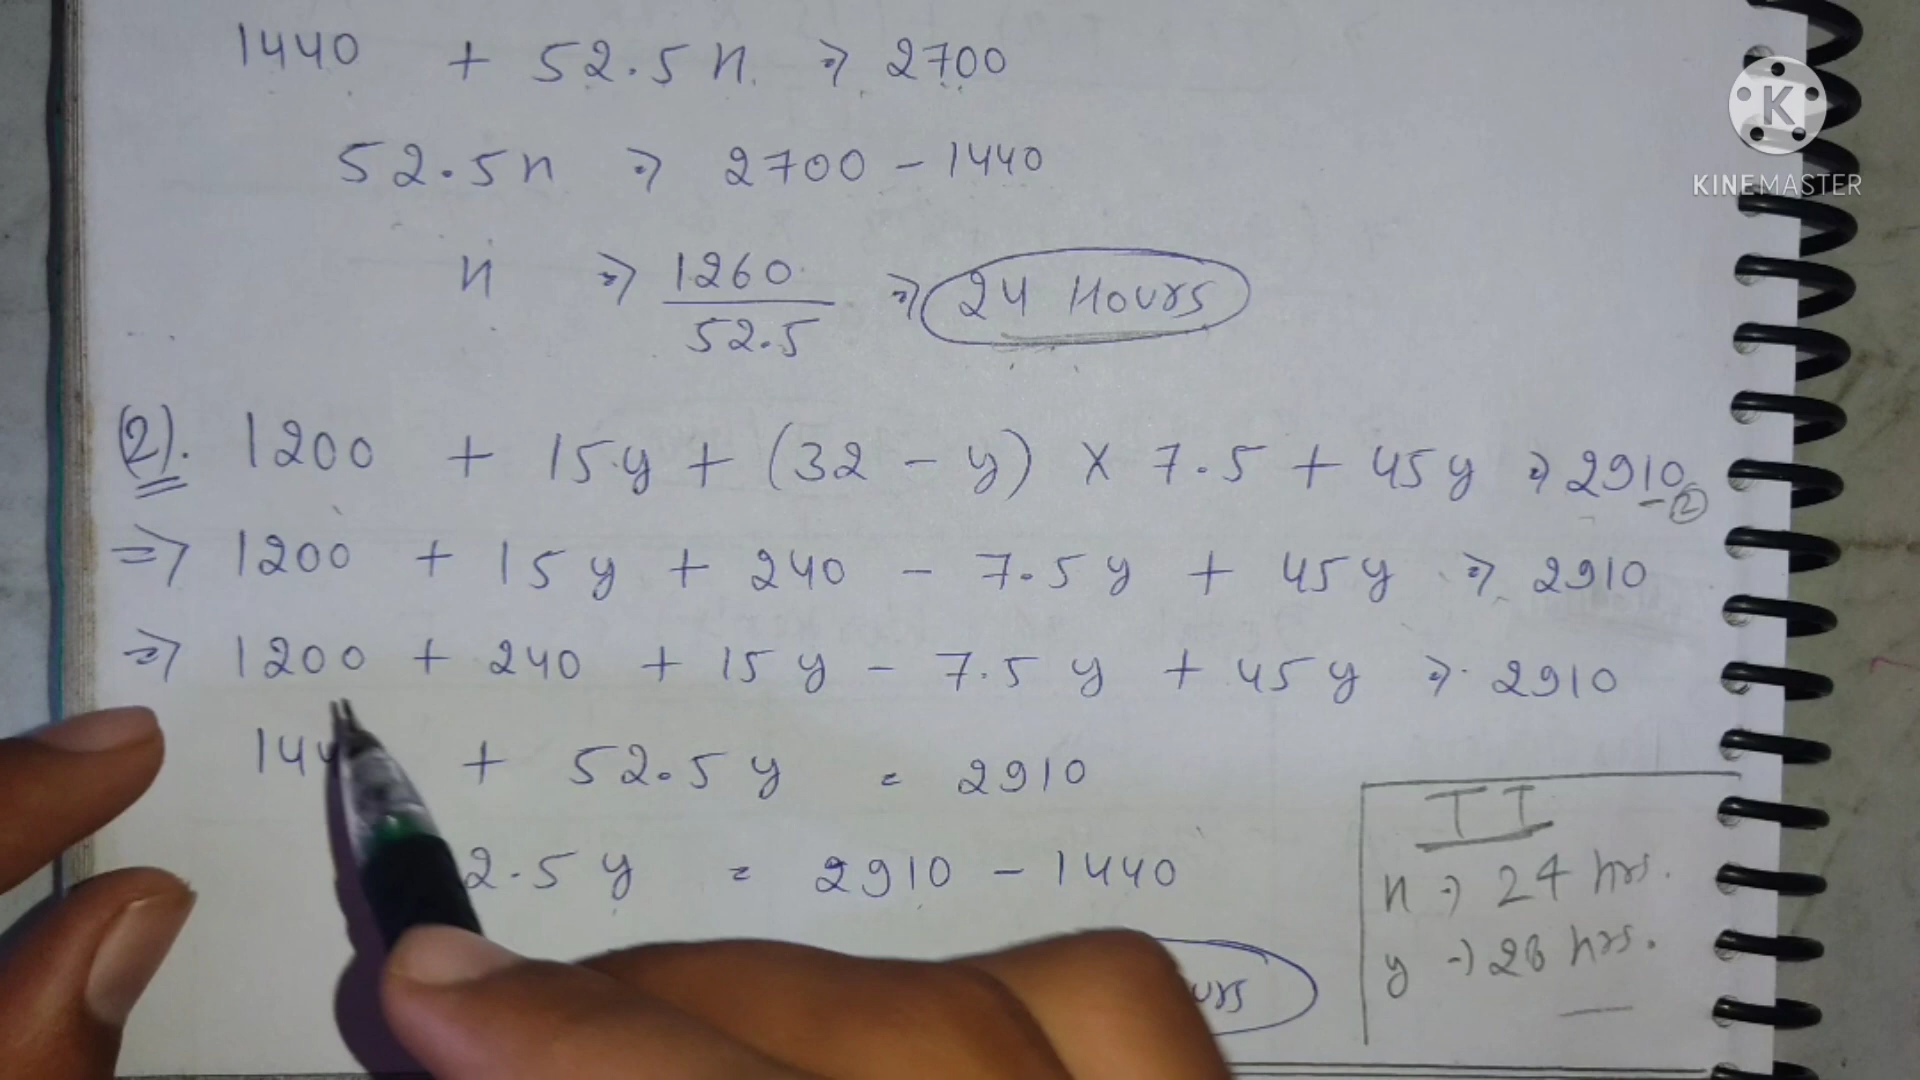 1440 + 52.5 n ⇒ 2700
52.5 n ⇒ 2700 - 1440
n ⇒ 1260 / 52.5 ⇒ 24 Hours
(2). 1200 + 15y + (32 - y) × 7.5 + 45y ⇒ 2910 - ②
⇒ 1200 + 15y + 240 - 7.5y + 45y ⇒ 2910
⇒ 1200 + 240 + 15y - 7.5y + 45y ⇒ 2910
+ 52.5y = 2910
2.5y = 2910 - 1440
II
n ⇒ 24 hrs.
y ⇒ 28 hrs.
K
KINEMASTER